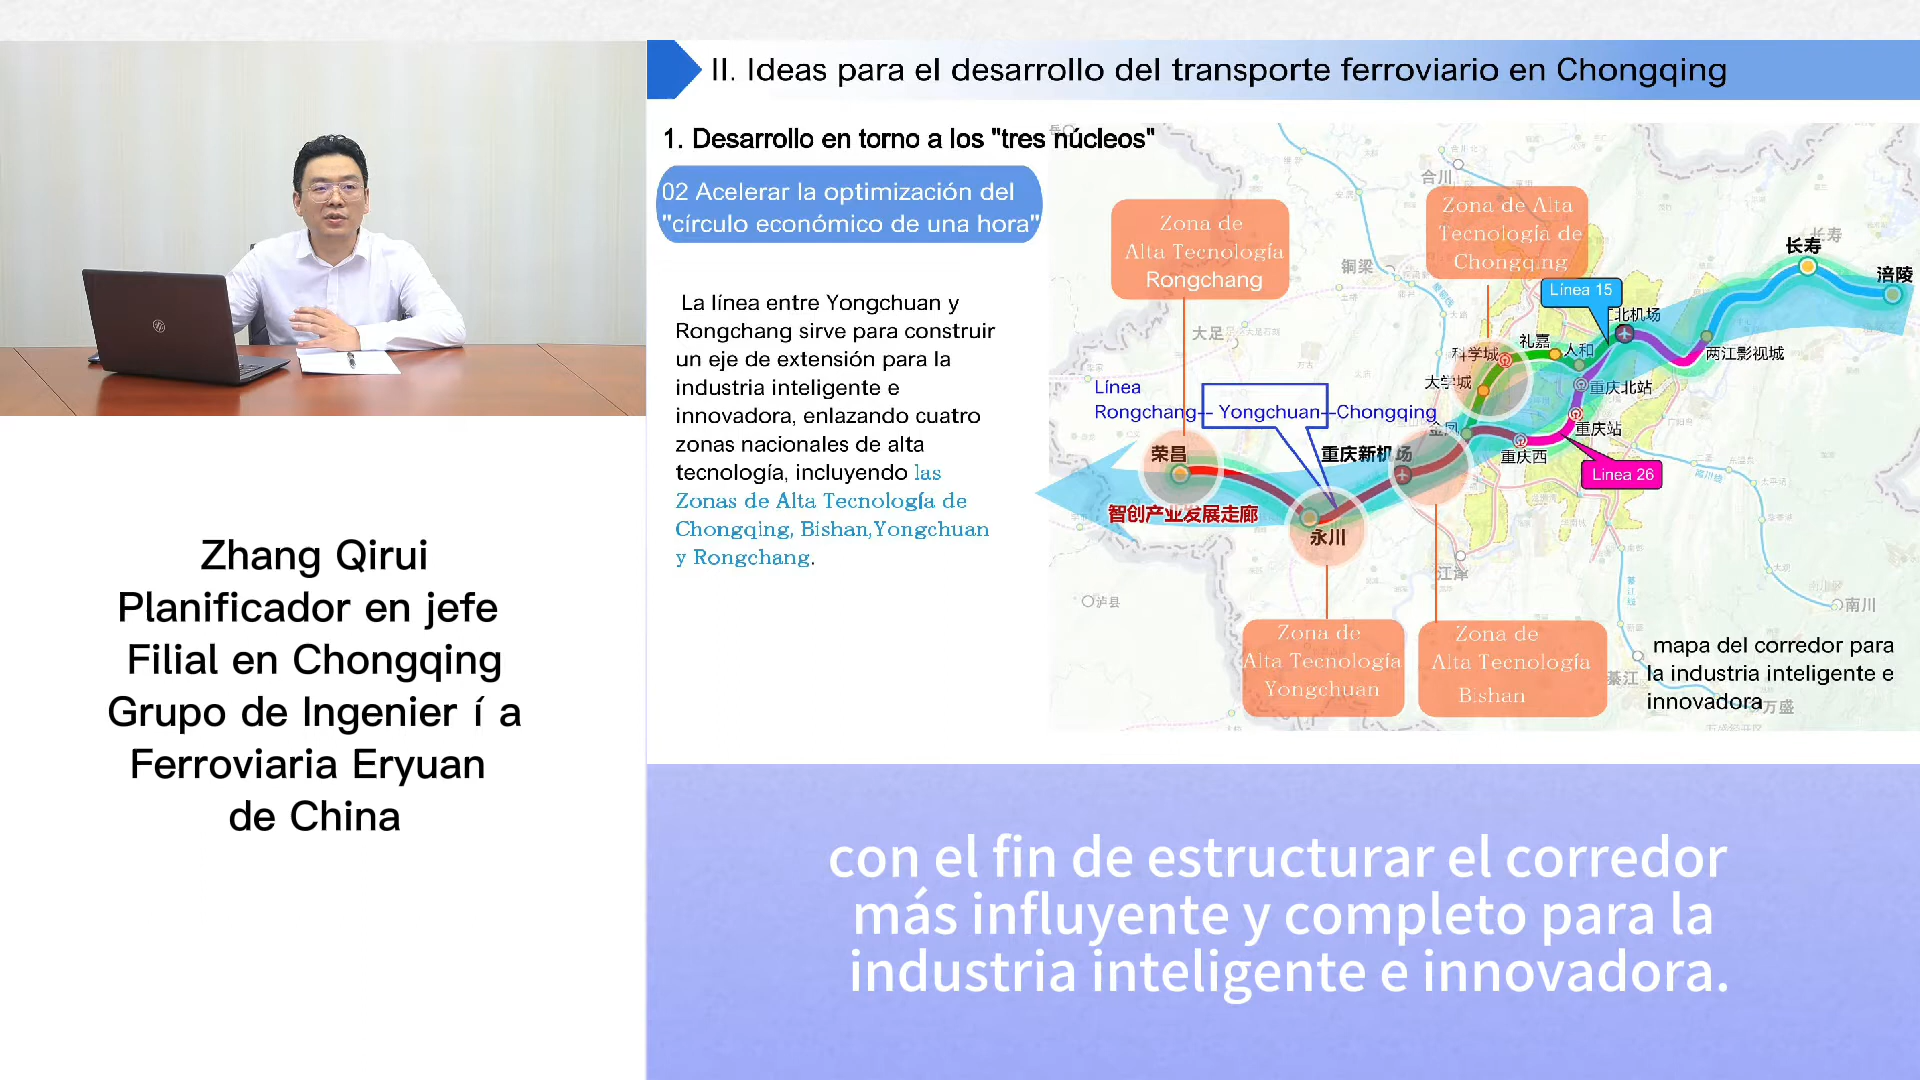 II. Ideas para el desarrollo del transporte ferroviario en Chongqing
1. Desarrollo en torno a los "tres núcleos"
02 Acelerar la optimización del
"círculo económico de una hora"
La línea entre Yongchuan y
Rongchang sirve para construir
un eje de extensión para la
industria inteligente e
innovadora, enlazando cuatro
zonas nacionales de alta
tecnología, incluyendo las
Zonas de Alta Tecnología de
Chongqing, Bishan,Yongchuan
y Rongchang.
Zona de
Alta Tecnología
Rongchang
Zona de Alta
Tecnología de
Chongqing
Línea 15
合川
铜梁
大足
长寿
长寿
涪陵
北机场
礼嘉
人和
科学城
两江影视城
大学城
重庆北站
Línea
Rongchang-- Yongchuan--Chongqing
金凤
重庆站
荣昌
重庆新机场
重庆西
Linea 26
智创产业发展走廊
永川
江津
泸县
南川
Zona de
Alta Tecnología
Yongchuan
Zona de
Alta Tecnología
Bishan
綦江
万盛
mapa del corredor para
la industria inteligente e
innovadora
Zhang Qirui
Planificador en jefe
Filial en Chongqing
Grupo de Ingenier í a
Ferroviaria Eryuan
de China
con el fin de estructurar el corredor
más influyente y completo para la
industria inteligente e innovadora.